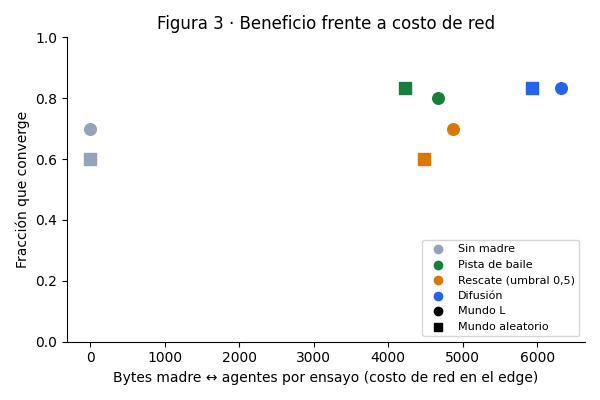 Figura 3 · Beneficio frente a costo de red
1.0
0.8
0.6
0.4
0.2
0.0
Fracción que converge
Sin madre
Pista de baile
Rescate (umbral 0,5)
Difusión
Mundo L
Mundo aleatorio
0 1000 2000 3000 4000 5000 6000
Bytes madre ↔ agentes por ensayo (costo de red en el edge)